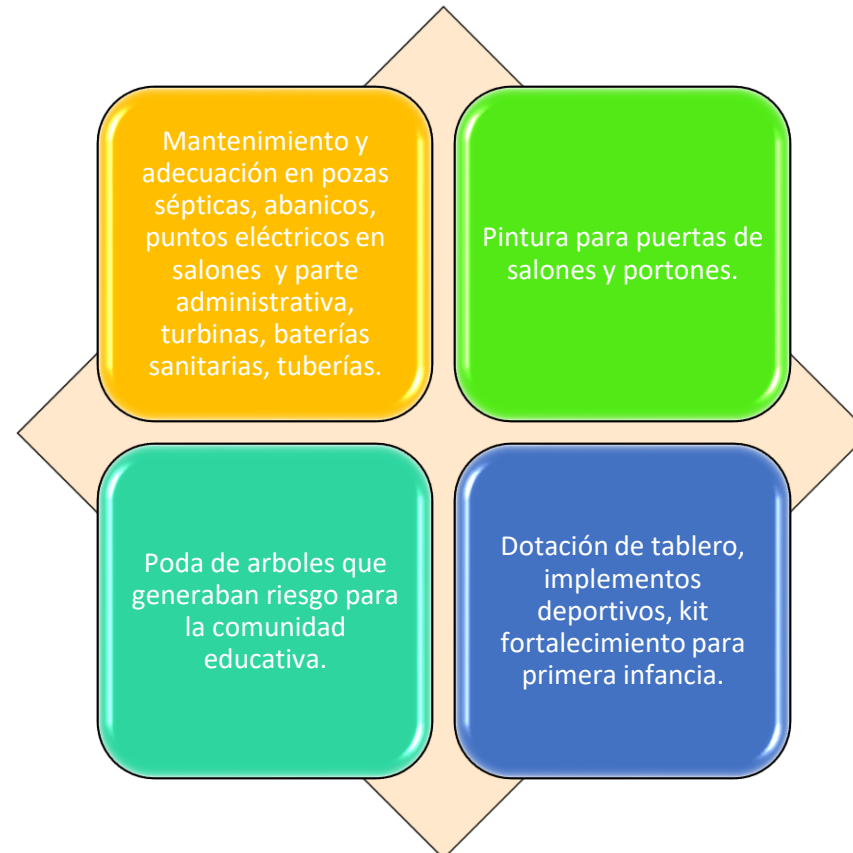 Mantenimiento y
adecuación en pozas
sépticas, abanicos,
puntos eléctricos en
salones  y parte
administrativa,
turbinas, baterías
sanitarias, tuberías.
Pintura para puertas de
salones y portones.
Poda de arboles que
generaban riesgo para
la comunidad
educativa.
Dotación de tablero,
implementos
deportivos, kit
fortalecimiento para
primera infancia.